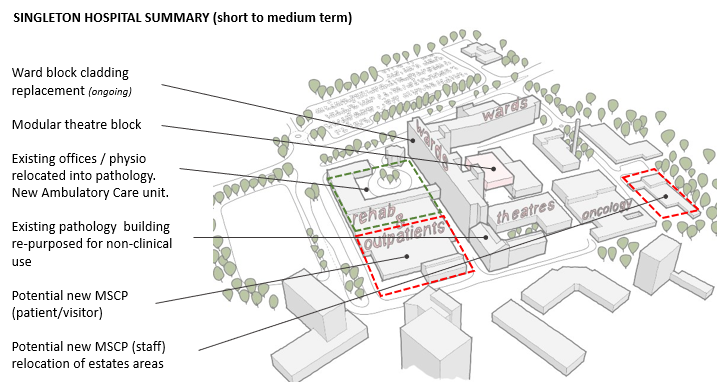 SINGLETON HOSPITAL SUMMARY (short to medium term)
Ward block cladding
replacement (ongoing)
Modular theatre block
Existing offices / physio
relocated into pathology.
New Ambulatory Care unit.
Existing pathology building
re-purposed for non-clinical
use
Potential new MSCP
(patient/visitor)
Potential new MSCP (staff)
relocation of estates areas
wards
wards
rehab
&
outpatients
theatres
oncology